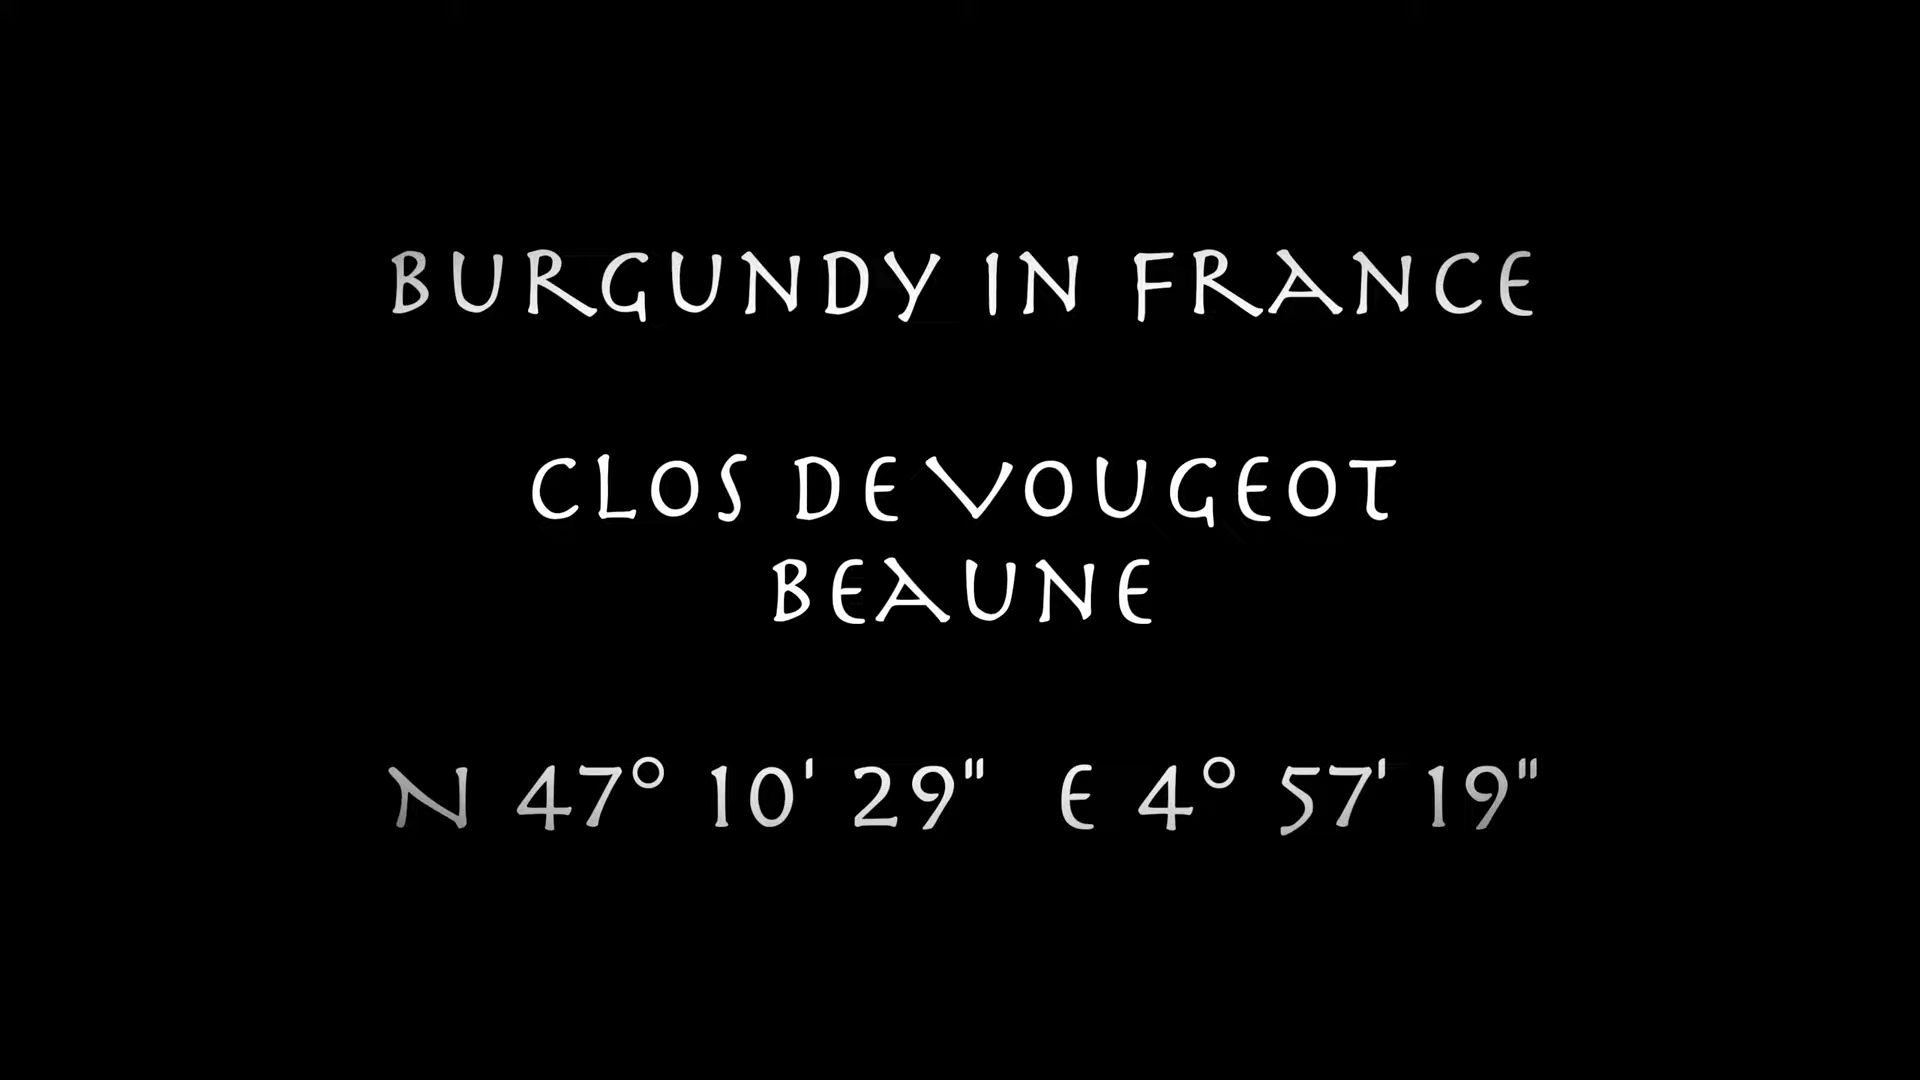 BURGUNDY IN FRANCE
CLOS DE VOUGEOT
BEAUNE
N 47° 10' 29" E 4° 57' 19"